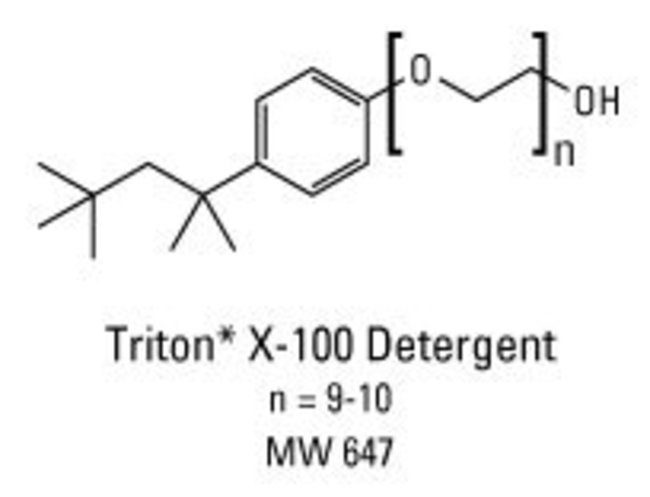 O
OH
n
Triton* X-100 Detergent
n = 9-10
MW 647